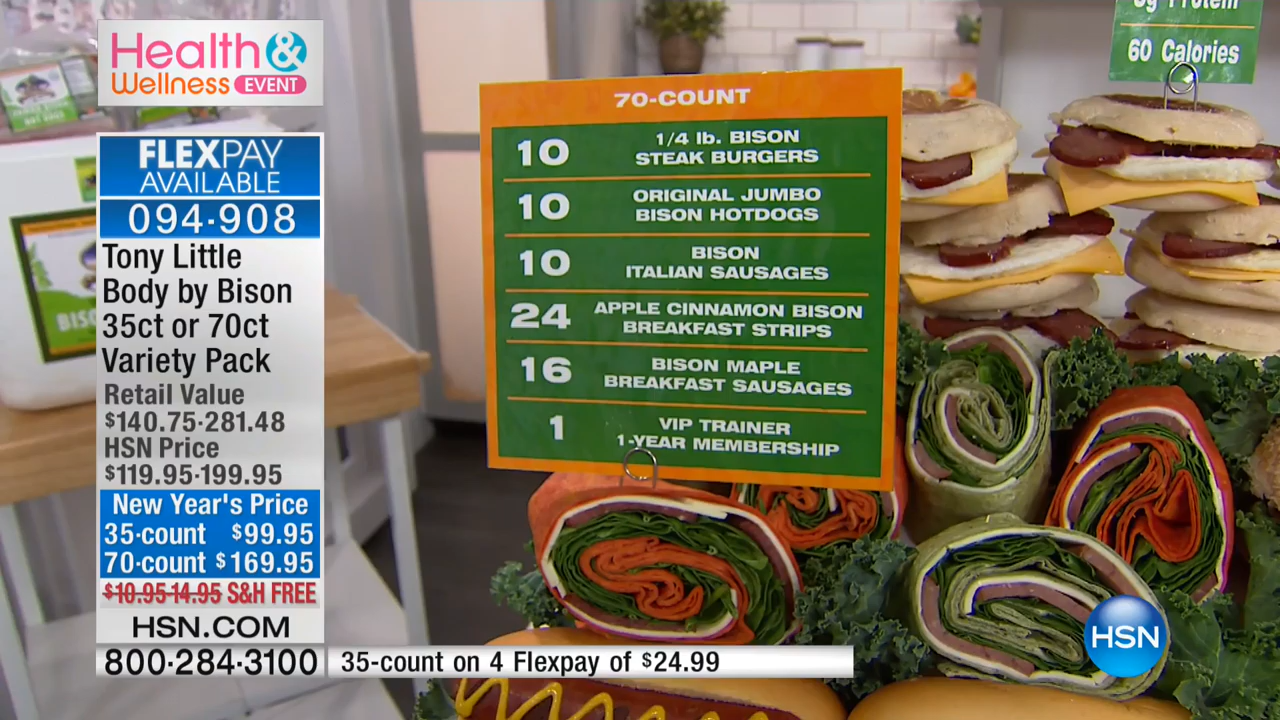 Health &
Wellness EVENT
FLEXPAY
AVAILABLE
094-908
Tony Little
Body by Bison
35ct or 70ct
Variety Pack
Retail Value
$140.75-281.48
HSN Price
$119.95-199.95
New Year's Price
35-count $99.95
70-count $169.95
$10.95-14.95 S&H FREE
HSN.COM
800-284-3100
35-count on 4 Flexpay of $24.99
70-COUNT
10 1/4 lb. BISON
STEAK BURGERS
10 ORIGINAL JUMBO
BISON HOTDOGS
10 BISON
ITALIAN SAUSAGES
24 APPLE CINNAMON BISON
BREAKFAST STRIPS
16 BISON MAPLE
BREAKFAST SAUSAGES
1 VIP TRAINER
1-YEAR MEMBERSHIP
Protein
60 Calories
HSN